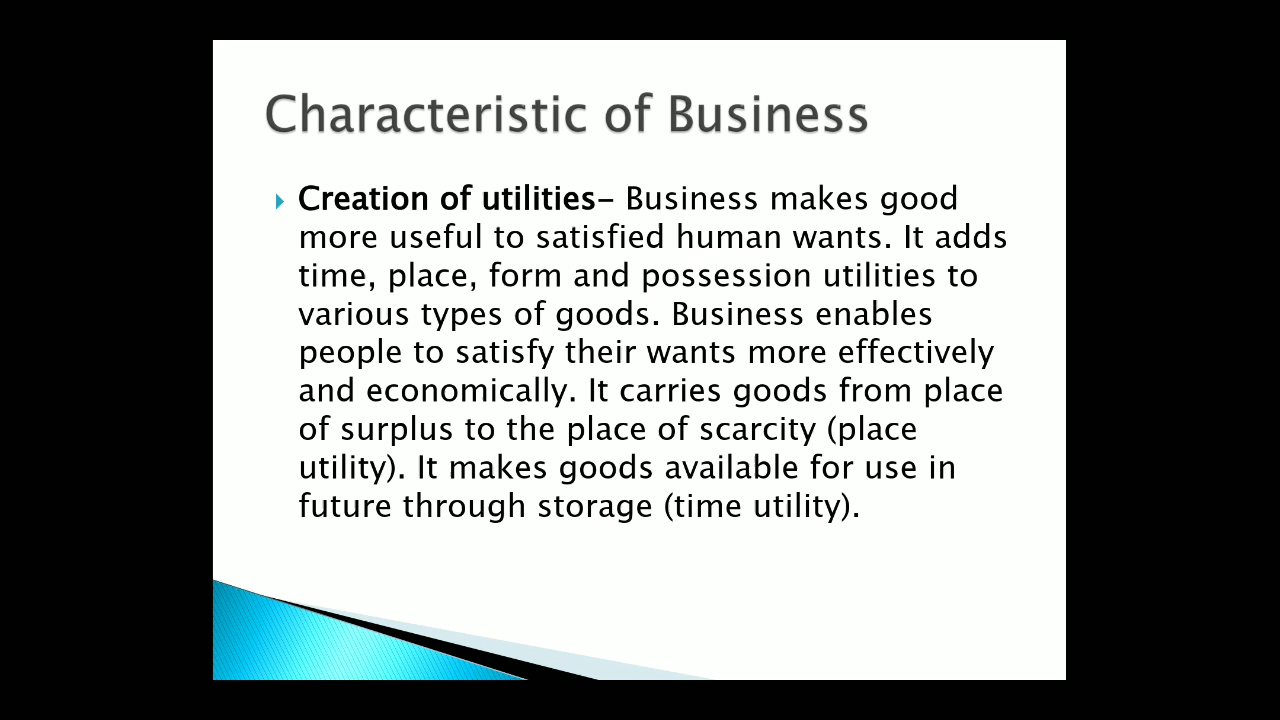 Characteristic of Business
Creation of utilities- Business makes good
more useful to satisfied human wants. It adds
time, place, form and possession utilities to
various types of goods. Business enables
people to satisfy their wants more effectively
and economically. It carries goods from place
of surplus to the place of scarcity (place
utility). It makes goods available for use in
future through storage (time utility).